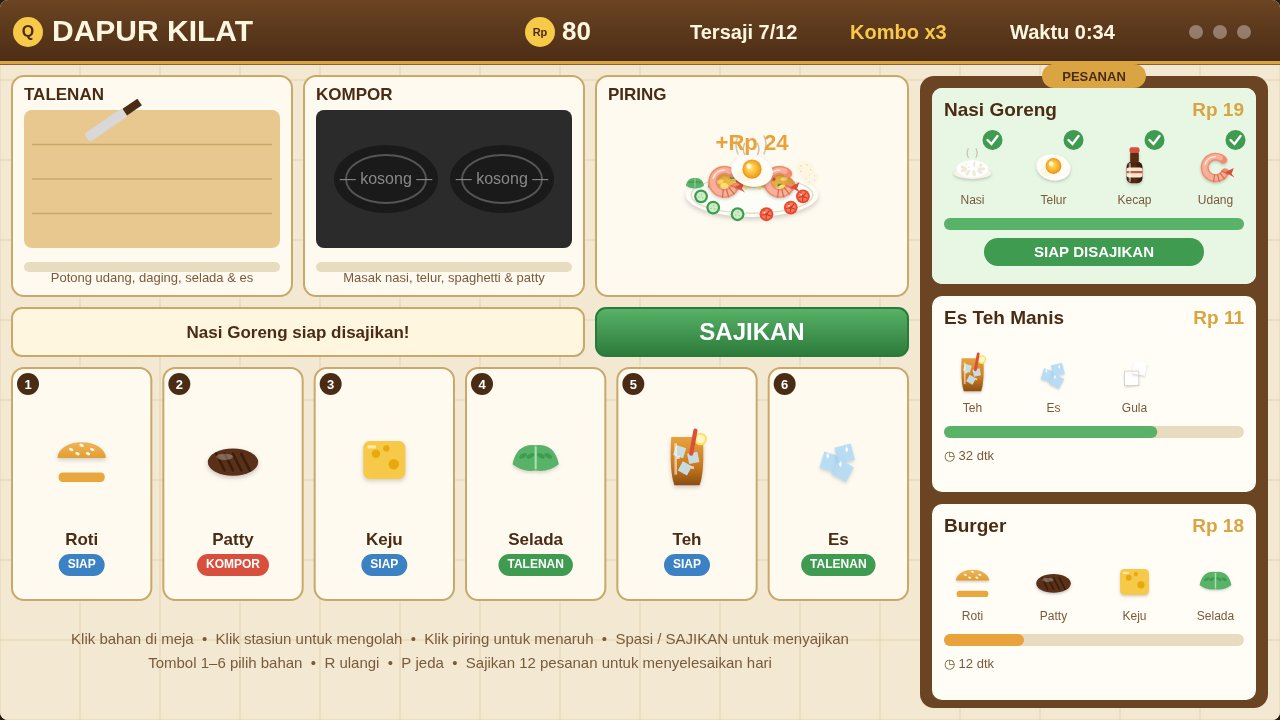 Q DAPUR KILAT
Rp 80
Tersaji 7/12
Kombo x3
Waktu 0:34
TALENAN
Potong udang, daging, selada & es
KOMPOR
kosong
kosong
Masak nasi, telur, spaghetti & patty
PIRING
+Rp 24
Nasi Goreng siap disajikan!
SAJIKAN
1
Roti
SIAP
2
Patty
KOMPOR
3
Keju
SIAP
4
Selada
TALENAN
5
Teh
SIAP
6
Es
TALENAN
Klik bahan di meja • Klik stasiun untuk mengolah • Klik piring untuk menaruh • Spasi / SAJIKAN untuk menyajikan
Tombol 1–6 pilih bahan • R ulangi • P jeda • Sajikan 12 pesanan untuk menyelesaikan hari
PESANAN
Nasi Goreng Rp 19
Nasi Telur Kecap Udang
SIAP DISAJIKAN
Es Teh Manis Rp 11
Teh Es Gula
32 dtk
Burger Rp 18
Roti Patty Keju Selada
12 dtk